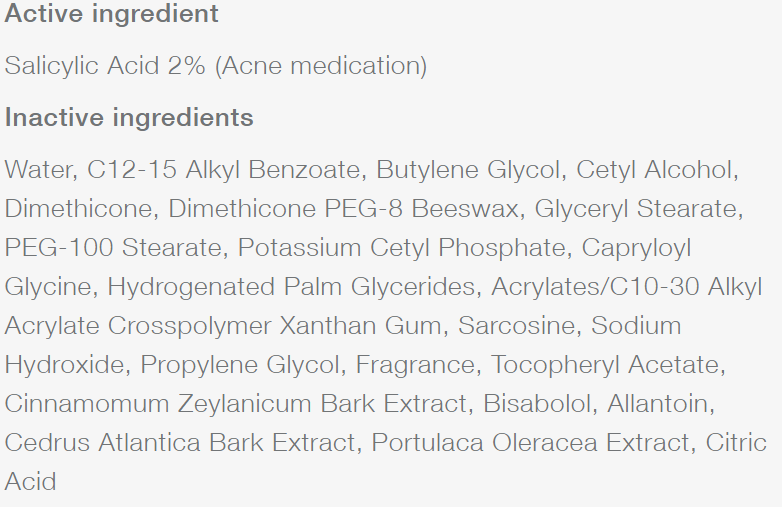 Active ingredient
Salicylic Acid 2% (Acne medication)
Inactive ingredients
Water, C12-15 Alkyl Benzoate, Butylene Glycol, Cetyl Alcohol,
Dimethicone, Dimethicone PEG-8 Beeswax, Glyceryl Stearate,
PEG-100 Stearate, Potassium Cetyl Phosphate, Capryloyl
Glycine, Hydrogenated Palm Glycerides, Acrylates/C10-30 Alkyl
Acrylate Crosspolymer Xanthan Gum, Sarcosine, Sodium
Hydroxide, Propylene Glycol, Fragrance, Tocopheryl Acetate,
Cinnamomum Zeylanicum Bark Extract, Bisabolol, Allantoin,
Cedrus Atlantica Bark Extract, Portulaca Oleracea Extract, Citric
Acid